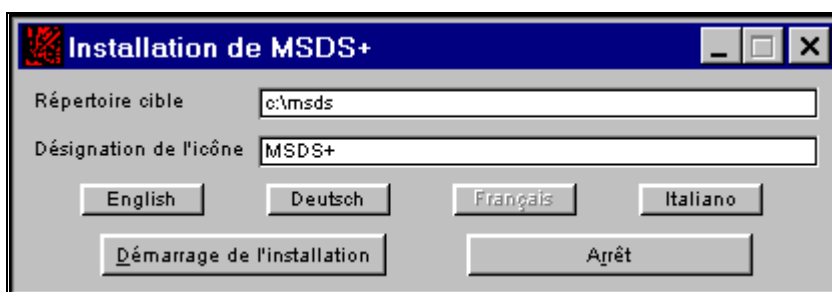 Installation de MSDS+
Répertoire cible c:\msds
Désignation de l'icône MSDS+
English Deutsch Français Italiano
Démarrage de l'installation Arrêt